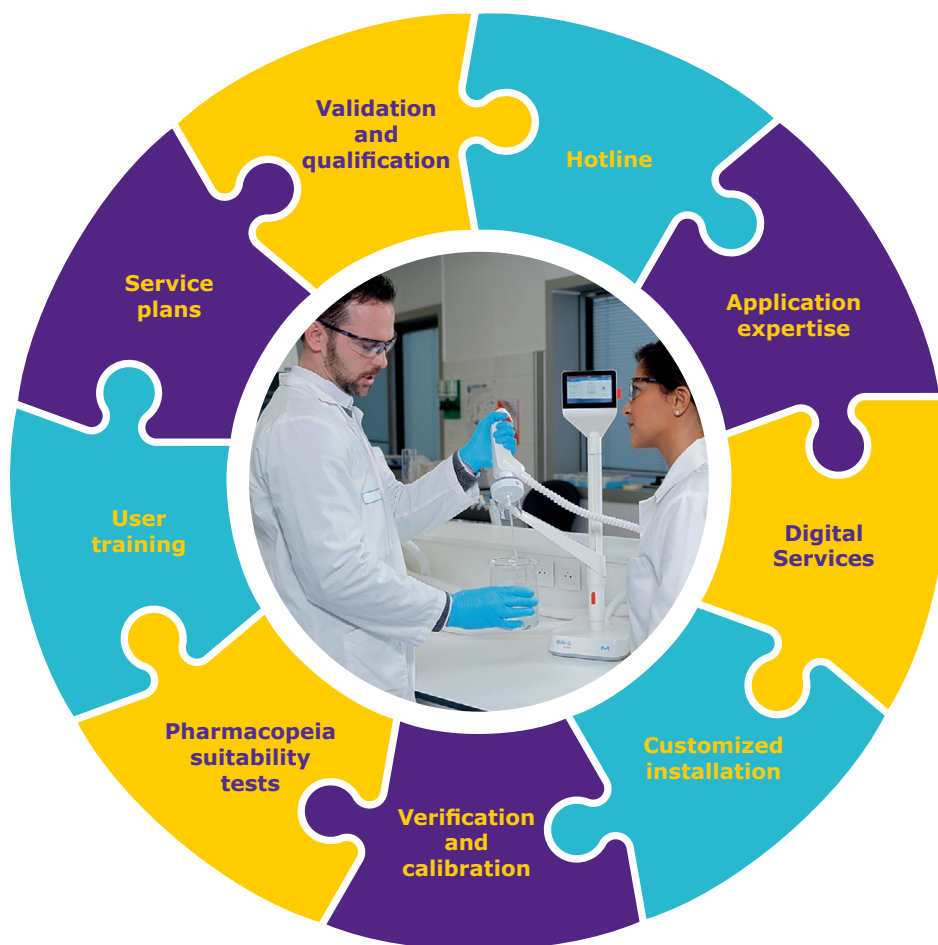 Validation
and
qualification
Hotline
Application
expertise
Digital
Services
Customized
installation
Verification
and
calibration
Pharmacopeia
suitability
tests
User
training
Service
plans